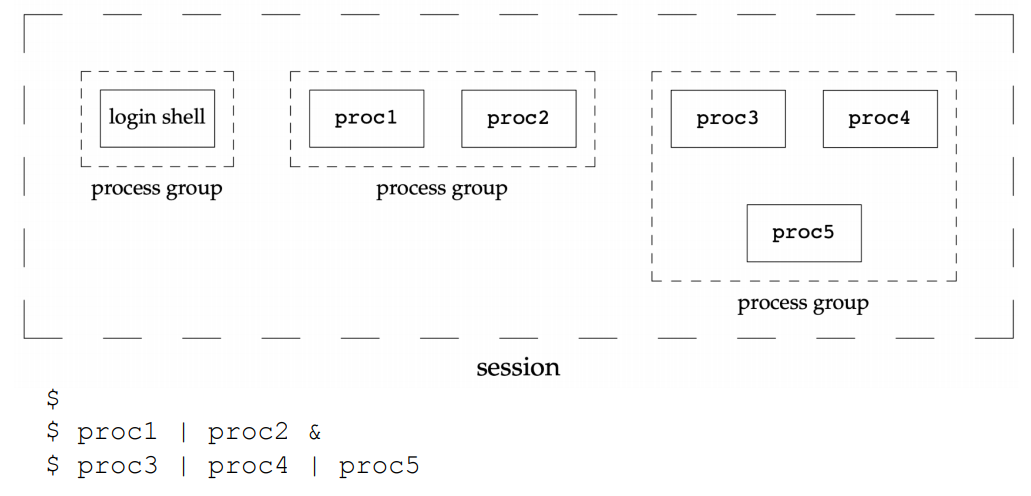 login shell
proc1
proc2
proc3
proc4
process group
process group
proc5
process group
session
$
$ proc1 | proc2 &
$ proc3 | proc4 | proc5